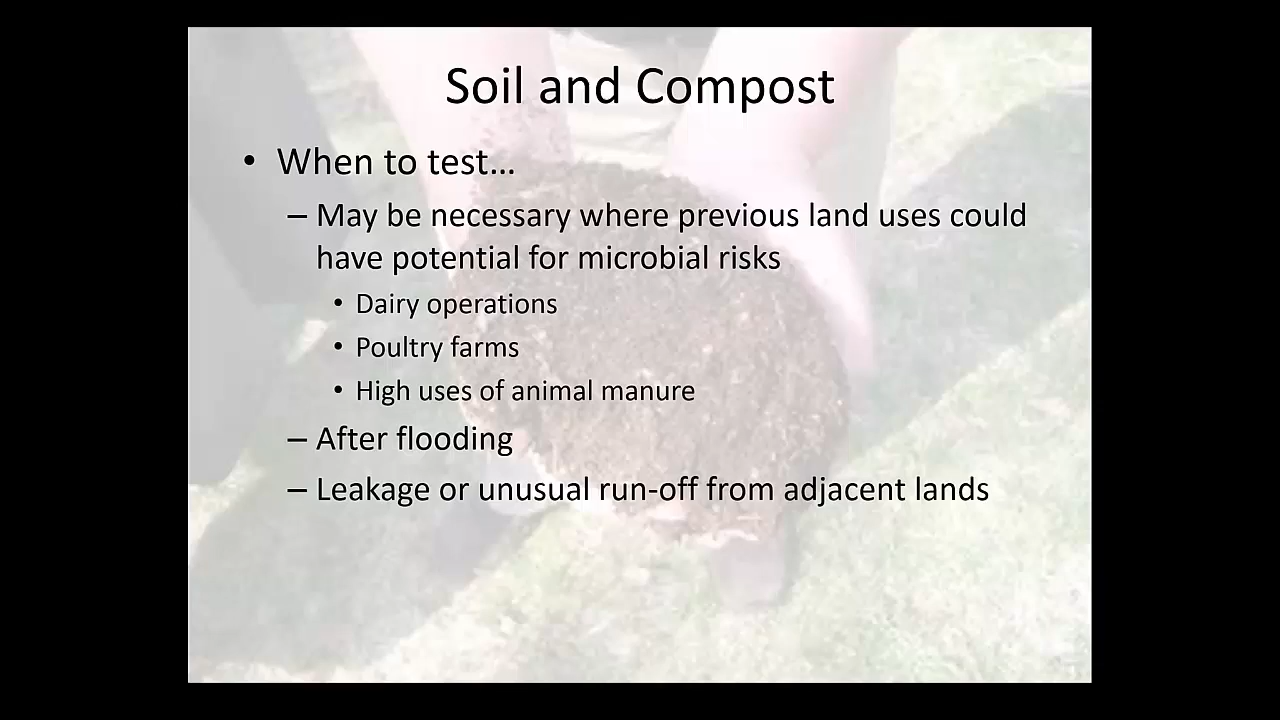 Soil and Compost
• When to test…
– May be necessary where previous land uses could
have potential for microbial risks
• Dairy operations
• Poultry farms
• High uses of animal manure
– After flooding
– Leakage or unusual run-off from adjacent lands